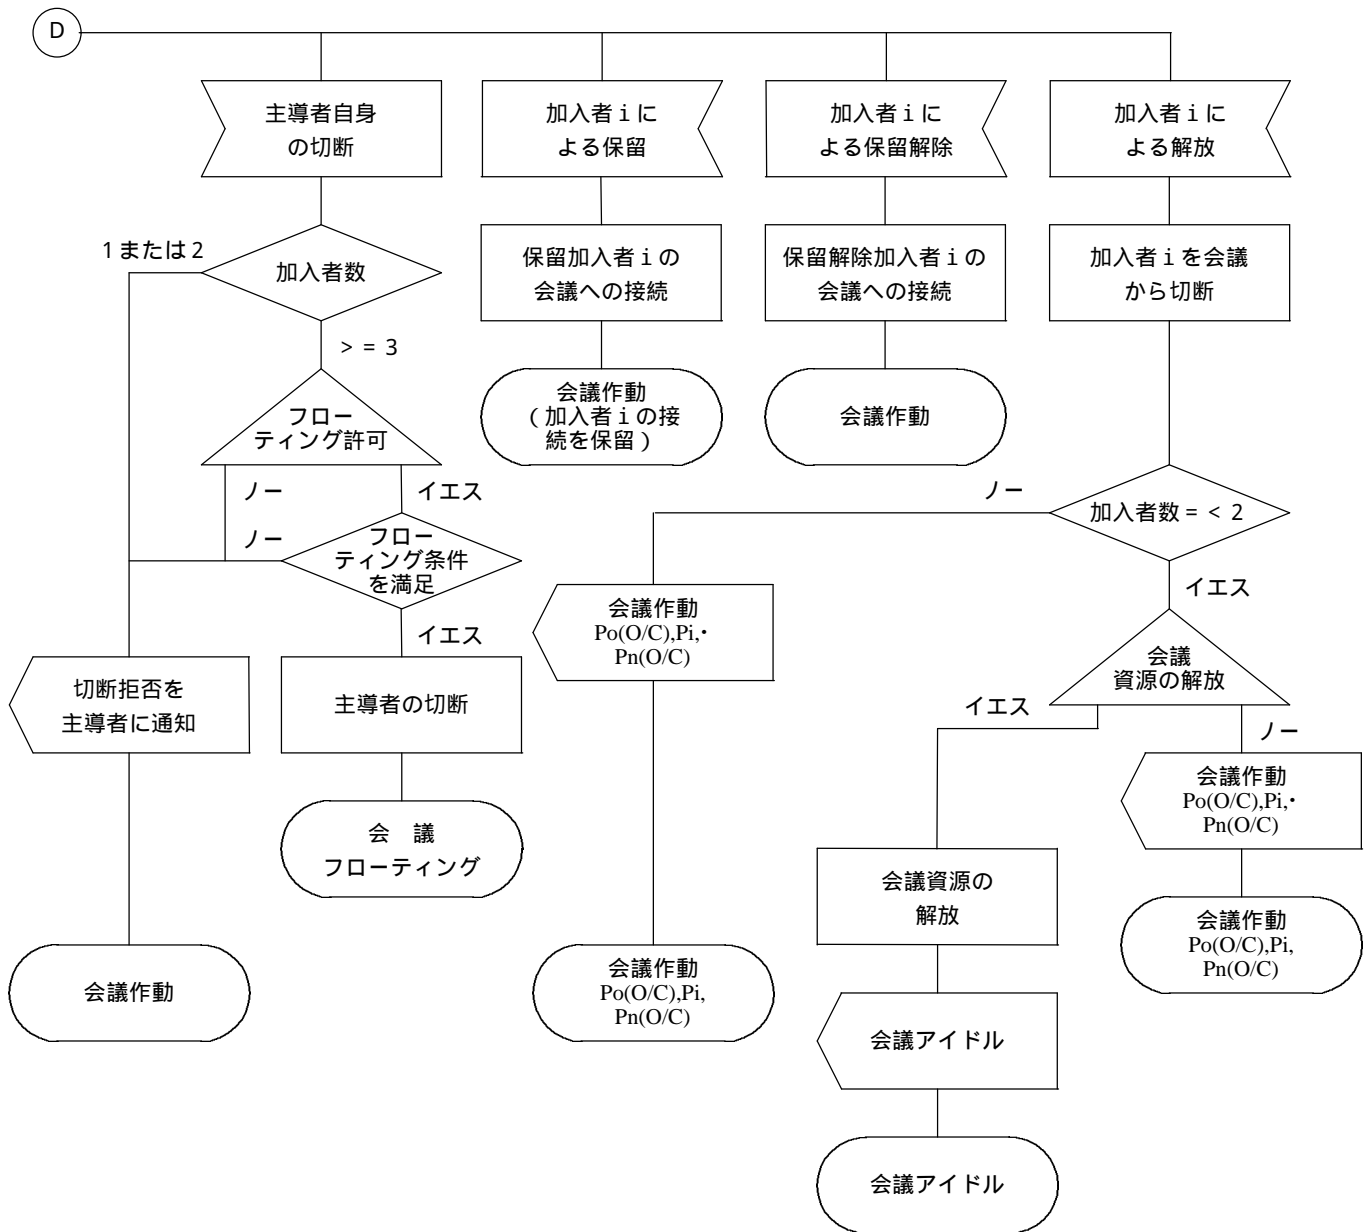 D
主導者自身
の切断
加入者ｉに
よる保留
加入者ｉに
よる保留解除
加入者ｉに
よる解放
1または2
加入者数
保留加入者ｉの
会議への接続
保留解除加入者ｉの
会議への接続
加入者ｉを会議
から切断
> = 3
フロー
ティング許可
会議作動
(加入者ｉの接
続を保留)
会議作動
ノー
イエス
ノー
フロー
ティング条件
を満足
イエス
ノー
加入者数 = < 2
イエス
切断拒否を
主導者に通知
主導者の切断
会議作動
Po(O/C),Pi,・
Pn(O/C)
会議
資源の解放
イエス
ノー
会議作動
Po(O/C),Pi,・
Pn(O/C)
会 議
フローティング
会議資源の
解放
会議作動
会議作動
Po(O/C),Pi,
Pn(O/C)
会議作動
Po(O/C),Pi,
Pn(O/C)
会議アイドル
会議アイドル